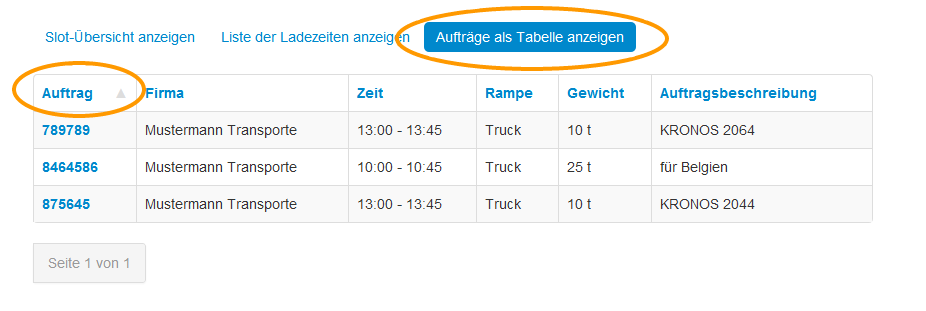 Slot-Übersicht anzeigen Liste der Ladezeiten anzeigen Aufträge als Tabelle anzeigen
Auftrag Firma Zeit Rampe Gewicht Auftragsbeschreibung
789789 Mustermann Transporte 13:00 - 13:45 Truck 10 t KRONOS 2064
8464586 Mustermann Transporte 10:00 - 10:45 Truck 25 t für Belgien
875645 Mustermann Transporte 13:00 - 13:45 Truck 10 t KRONOS 2044
Seite 1 von 1